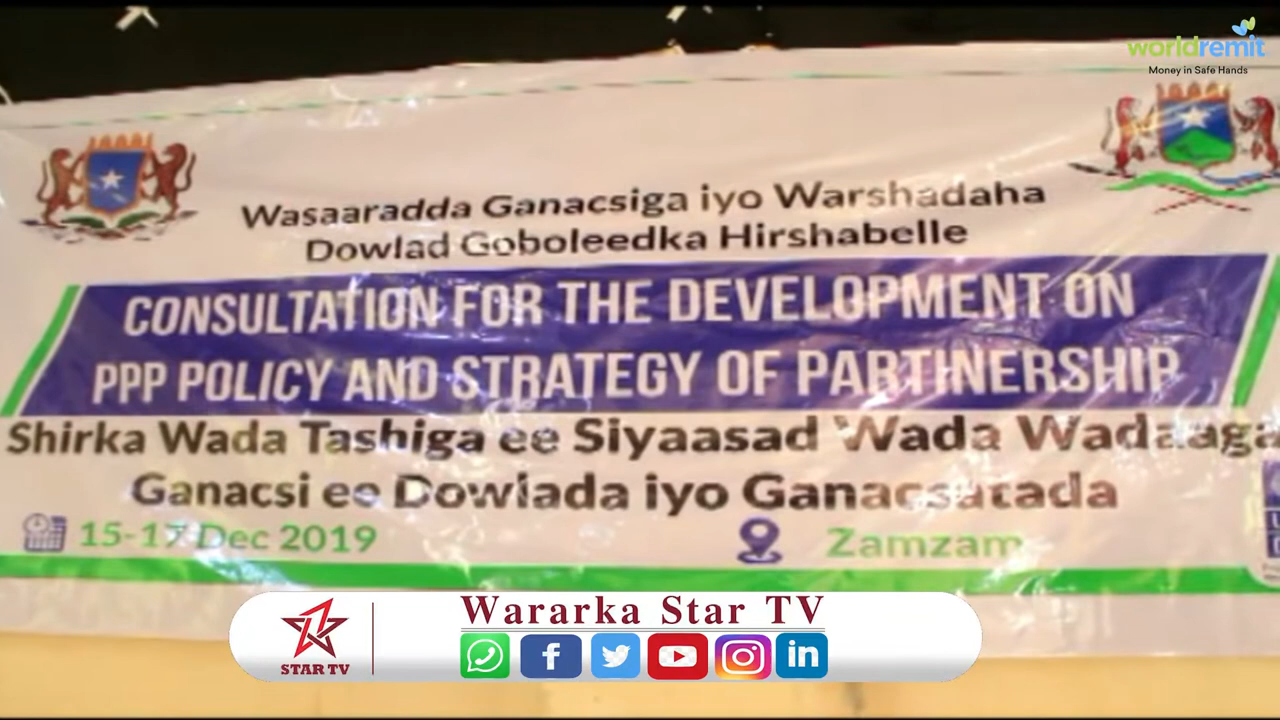 worldremit
Money in Safe Hands
Wasaaradda Ganacsiga iyo Warshadaha
Dowlad Goboleedka Hirshabelle
CONSULTATION FOR THE DEVELOPMENT ON
PPP POLICY AND STRATEGY OF PARTINERSHIP
Shirka Wada Tashiga ee Siyaasad Wada Wadaaga
Ganacsi ee Dowlada iyo Ganacsatada
15-17 Dec 2019
Zamzam
Wararka Star TV
STAR TV